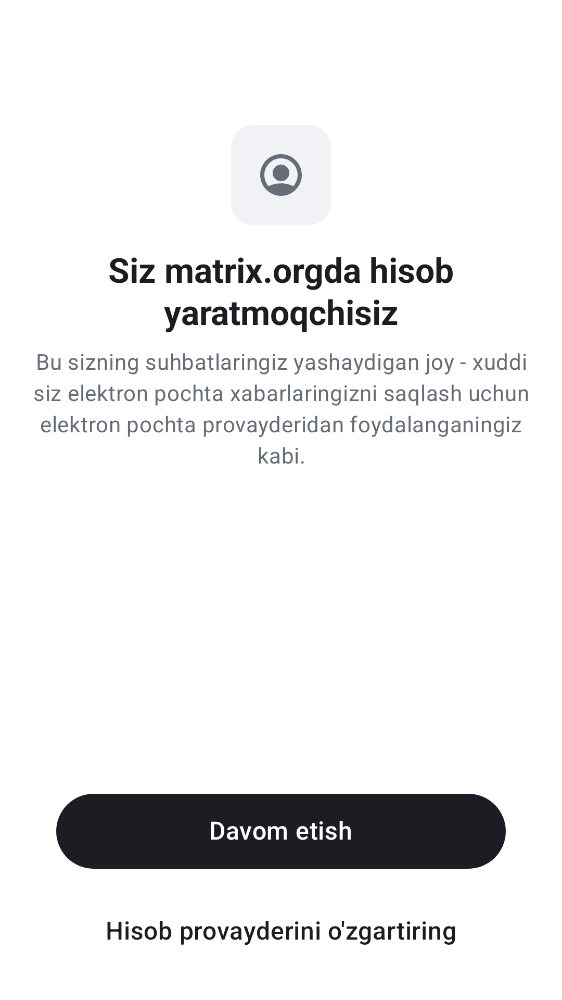 Siz matrix.orgda hisob
yaratmoqchisiz
Bu sizning suhbatlaringiz yashaydigan joy - xuddi
siz elektron pochta xabarlaringizni saqlash uchun
elektron pochta provayderidan foydalanganingiz
kabi.
Davom etish
Hisob provayderini o'zgartiring